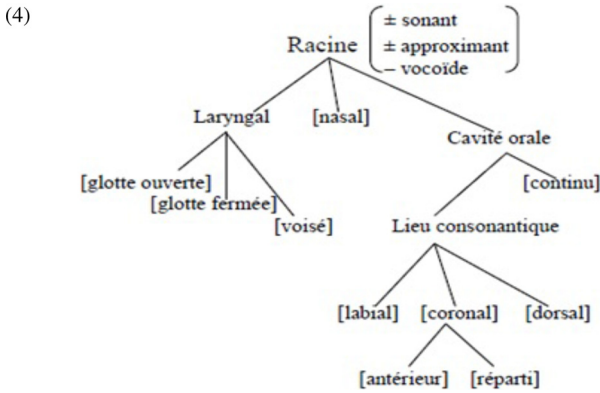 (4)
± sonant
Racine ± approximant
– vocoïde
Laryngal [nasal]
Cavité orale
[glotte ouverte] [continu]
[glotte fermée]
[voisé] Lieu consonantique
[labial] [coronal] [dorsal]
[antérieur] [réparti]